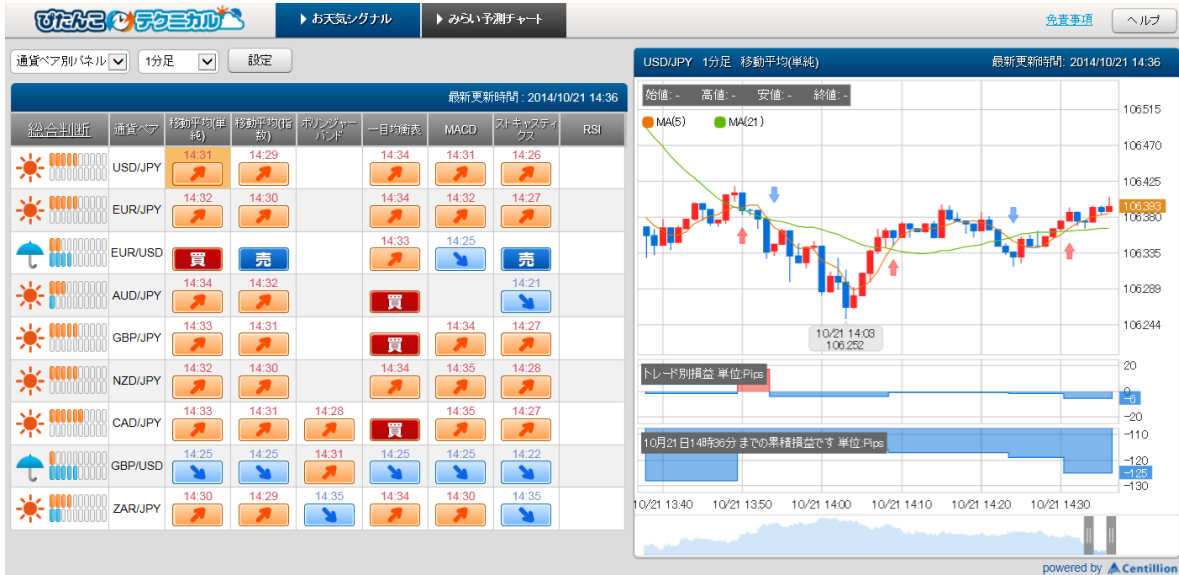 ぴたんこテクニカル
お天気シグナル
みらい予測チャート
免責事項
ヘルプ
通貨ペア別パネル
1分足
設定
最新更新時間 : 2014/10/21 14:36
総合判断 通貨ペア 移動平均(単純) 移動平均(指数) ボリンジャーバンド 一目均衡表 MACD ストキャスティクス RSI
14:31 14:29 14:34 14:31 14:26
USD/JPY
14:32 14:30 14:34 14:32 14:27
EUR/JPY
14:33 14:25
EUR/USD 買 売 売
14:34 14:32 14:21
AUD/JPY 買
14:33 14:31 14:34 14:27
GBP/JPY 買
14:32 14:30 14:34 14:35 14:28
NZD/JPY
14:33 14:31 14:28 14:35 14:27
CAD/JPY 買
14:25 14:25 14:31 14:25 14:25 14:22
GBP/USD
14:30 14:29 14:35 14:34 14:30 14:35
ZAR/JPY
USD/JPY 1分足 移動平均(単純) 最新更新時間: 2014/10/21 14:36
始値: - 高値: - 安値: - 終値: -
MA(5) MA(21)
106.515
106.470
106.425
106.393
106.380
106.335
106.289
106.244
10/21 14:03
106.252
トレード別損益 単位:Pips
20
0
-6
-20
10月21日14時36分 までの累積損益です 単位:Pips
-110
-120
-125
-130
10/21 13:40 10/21 13:50 10/21 14:00 10/21 14:10 10/21 14:20 10/21 14:30
powered by Centillion